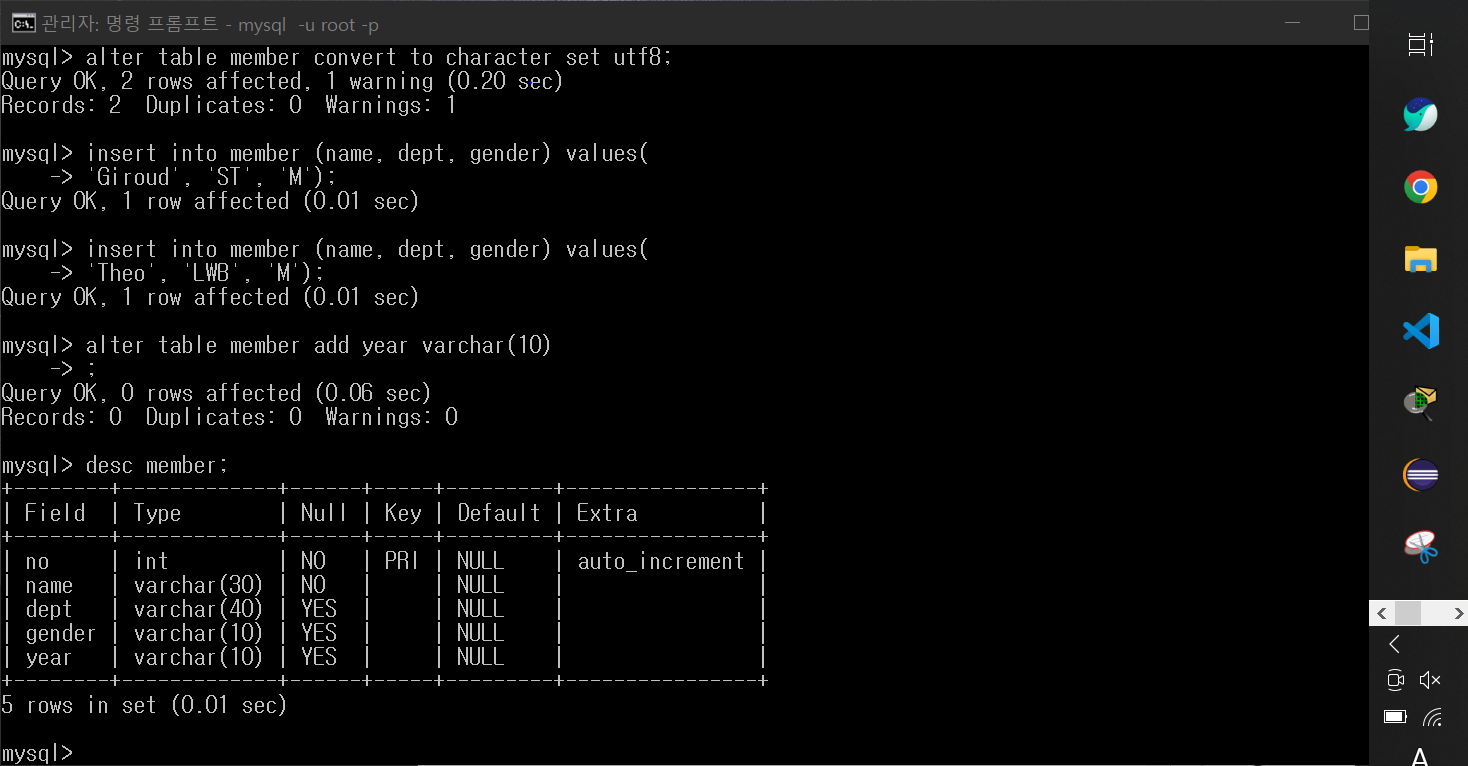 관리자: 명령 프롬프트 - mysql  -u root -p
mysql> alter table member convert to character set utf8;
Query OK, 2 rows affected, 1 warning (0.20 sec)
Records: 2  Duplicates: 0  Warnings: 1

mysql> insert into member (name, dept, gender) values(
    -> 'Giroud', 'ST', 'M');
Query OK, 1 row affected (0.01 sec)

mysql> insert into member (name, dept, gender) values(
    -> 'Theo', 'LWB', 'M');
Query OK, 1 row affected (0.01 sec)

mysql> alter table member add year varchar(10)
    -> ;
Query OK, 0 rows affected (0.06 sec)
Records: 0  Duplicates: 0  Warnings: 0

mysql> desc member;
+--------+-------------+------+-----+---------+----------------+
| Field  | Type        | Null | Key | Default | Extra          |
+--------+-------------+------+-----+---------+----------------+
| no     | int         | NO   | PRI | NULL    | auto_increment |
| name   | varchar(30) | NO   |     | NULL    |                |
| dept   | varchar(40) | YES  |     | NULL    |                |
| gender | varchar(10) | YES  |     | NULL    |                |
| year   | varchar(10) | YES  |     | NULL    |                |
+--------+-------------+------+-----+---------+----------------+
5 rows in set (0.01 sec)

mysql>
A